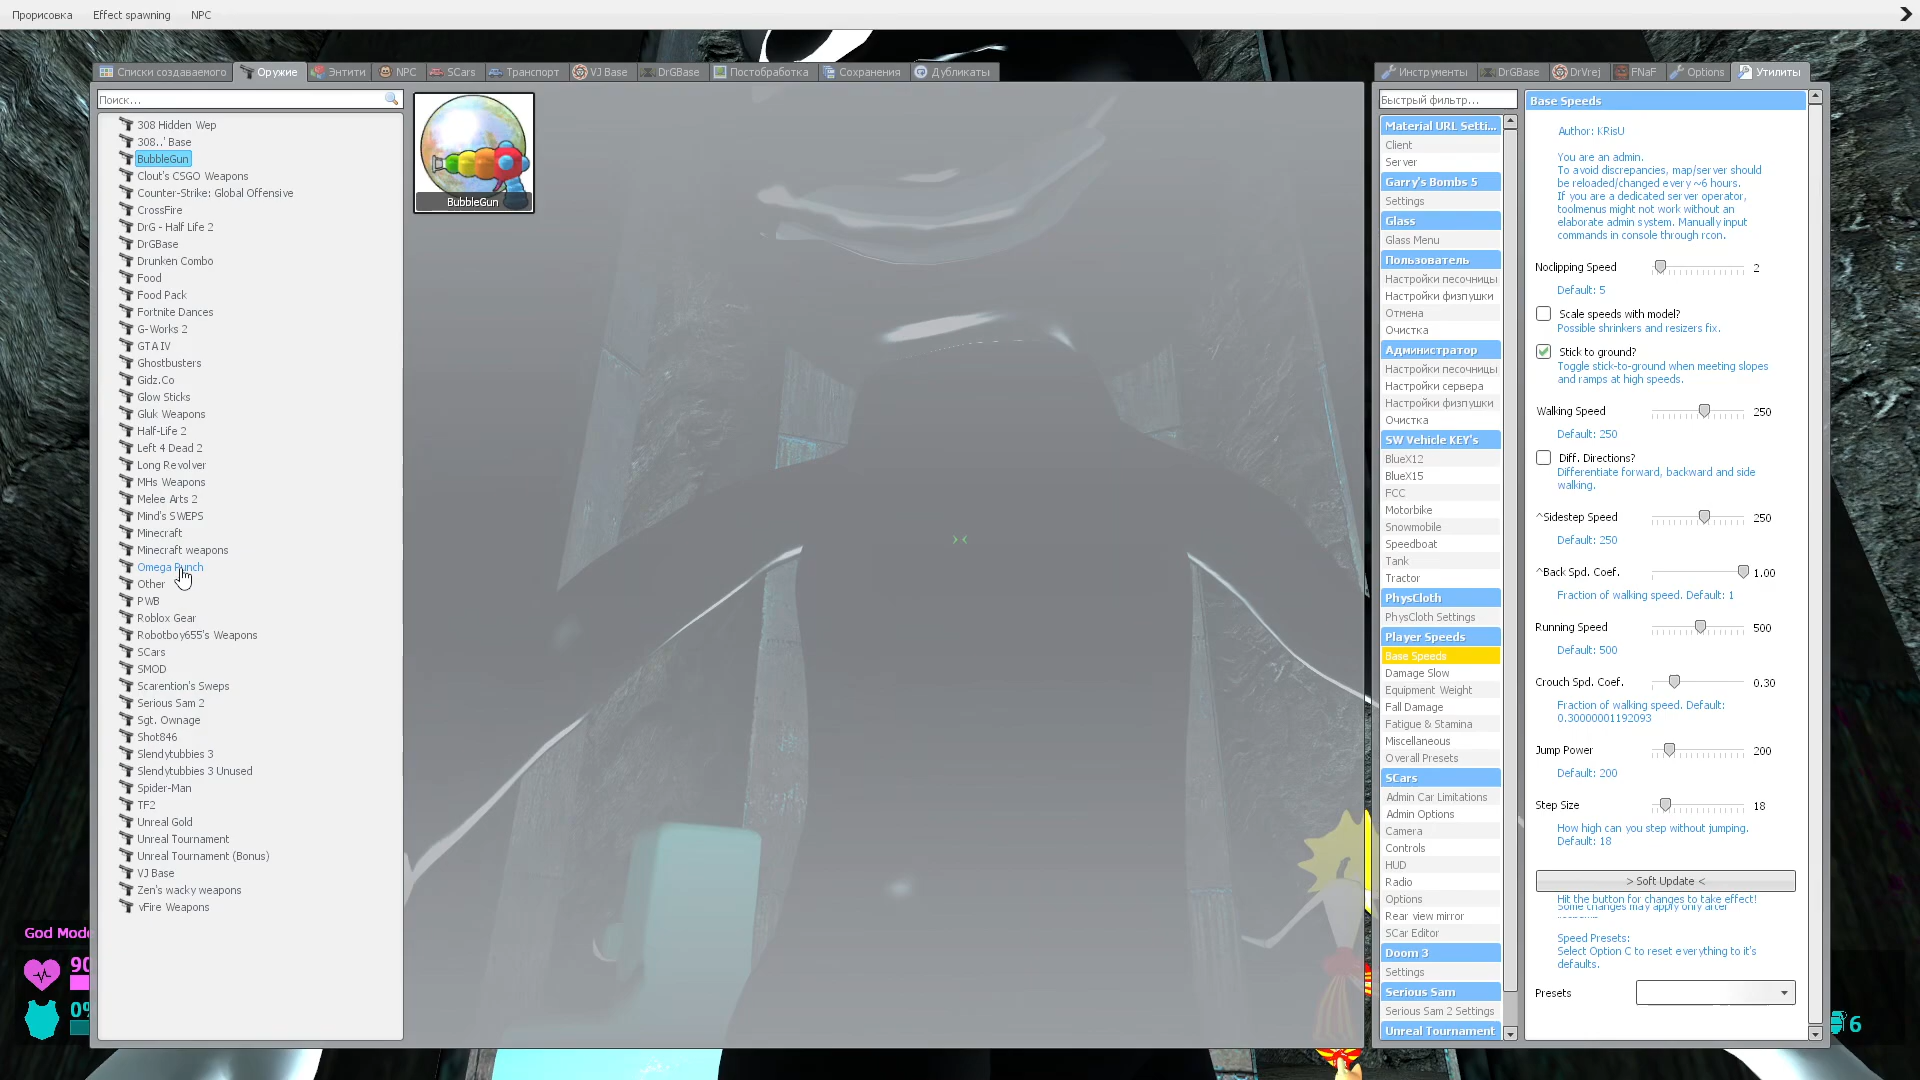 Прорисовка Effect spawning NPC
Списки создаваемого Оружие Энтити NPC SCars Транспорт VJ Base DrGBase Постобработка Сохранения Дубликаты
Поиск...
308 Hidden Wep
308..' Base
BubbleGun
Clout's CSGO Weapons
Counter-Strike: Global Offensive
CrossFire
DrG - Half Life 2
DrGBase
Drunken Combo
Food
Food Pack
Fortnite Dances
G-Works 2
GTA IV
Ghostbusters
Gidz.Co
Glow Sticks
Gluk Weapons
Half-Life 2
Left 4 Dead 2
Long Revolver
MHs Weapons
Melee Arts 2
Mind's SWEPS
Minecraft
Minecraft weapons
Omega Punch
Other
PWB
Roblox Gear
Robotboy655's Weapons
SCars
SMOD
Scarention's Sweps
Serious Sam 2
Sgt. Ownage
Shot846
Slendytubbies 3
Slendytubbies 3 Unused
Spider-Man
TF2
Unreal Gold
Unreal Tournament
Unreal Tournament (Bonus)
VJ Base
Zen's wacky weapons
vFire Weapons
BubbleGun
God Mode
90
0%
Инструменты DrGBase DrVrej FNaF Options Утилиты
Быстрый фильтр...
Material URL Setti...
Client
Server
Garry's Bombs 5
Settings
Glass
Glass Menu
Пользователь
Настройки песочницы
Настройки физпушки
Отмена
Очистка
Администратор
Настройки песочницы
Настройки сервера
Настройки физпушки
Очистка
SW Vehicle KEY's
BlueX12
BlueX15
FCC
Motorbike
Snowmobile
Speedboat
Tank
Tractor
PhysCloth
PhysCloth Settings
Player Speeds
Base Speeds
Damage Slow
Equipment Weight
Fall Damage
Fatigue & Stamina
Miscellaneous
Overall Presets
SCars
Admin Car Limitations
Admin Options
Camera
Controls
HUD
Radio
Options
Rear view mirror
SCar Editor
Doom 3
Settings
Serious Sam
Serious Sam 2 Settings
Unreal Tournament
Base Speeds
Author: KRisU
You are an admin.
To avoid discrepancies, map/server should
be reloaded/changed every ~6 hours.
If you are a dedicated server operator,
toolmenus might not work without an
elaborate admin system. Manually input
commands in console through rcon.
Noclipping Speed 2
Default: 5
Scale speeds with model?
Possible shrinkers and resizers fix.
Stick to ground?
Toggle stick-to-ground when meeting slopes
and ramps at high speeds.
Walking Speed 250
Default: 250
Diff. Directions?
Differentiate forward, backward and side
walking.
^Sidestep Speed 250
Default: 250
^Back Spd. Coef. 1.00
Fraction of walking speed. Default: 1
Running Speed 500
Default: 500
Crouch Spd. Coef. 0.30
Fraction of walking speed. Default:
0.30000001192093
Jump Power 200
Default: 200
Step Size 18
How high can you step without jumping.
Default: 18
> Soft Update <
Hit the button for changes to take effect!
Some changes may apply only after
Speed Presets:
Select Option C to reset everything to it's
defaults.
Presets
6